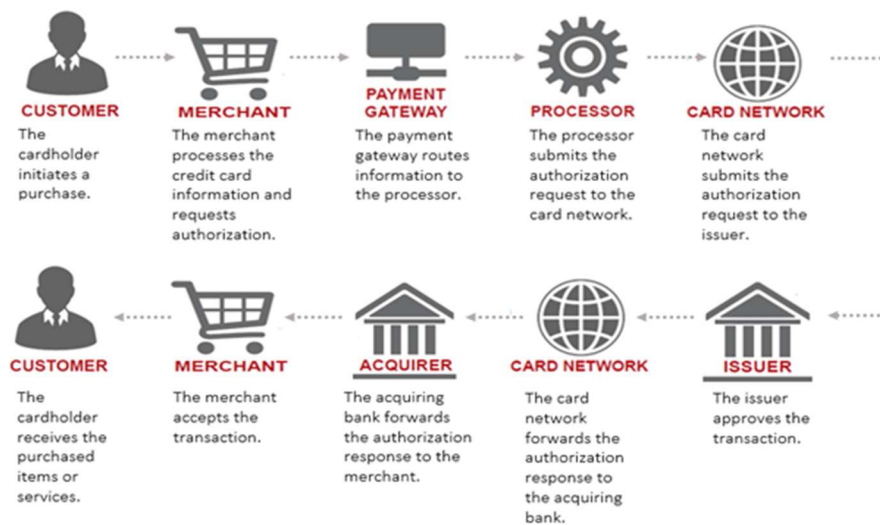 CUSTOMER
The
cardholder
initiates a
purchase.
MERCHANT
The merchant
processes the
credit card
information and
requests
authorization.
PAYMENT
GATEWAY
The payment
gateway routes
information to
the processor.
PROCESSOR
The processor
submits the
authorization
request to the
card network.
CARD NETWORK
The card
network
submits the
authorization
request to the
issuer.
CUSTOMER
The
cardholder
receives the
purchased
items or
services.
MERCHANT
The merchant
accepts the
transaction.
ACQUIRER
The acquiring
bank forwards
the authorization
response to the
merchant.
CARD NETWORK
The card
network
forwards the
authorization
response to
the acquiring
bank.
ISSUER
The issuer
approves the
transaction.